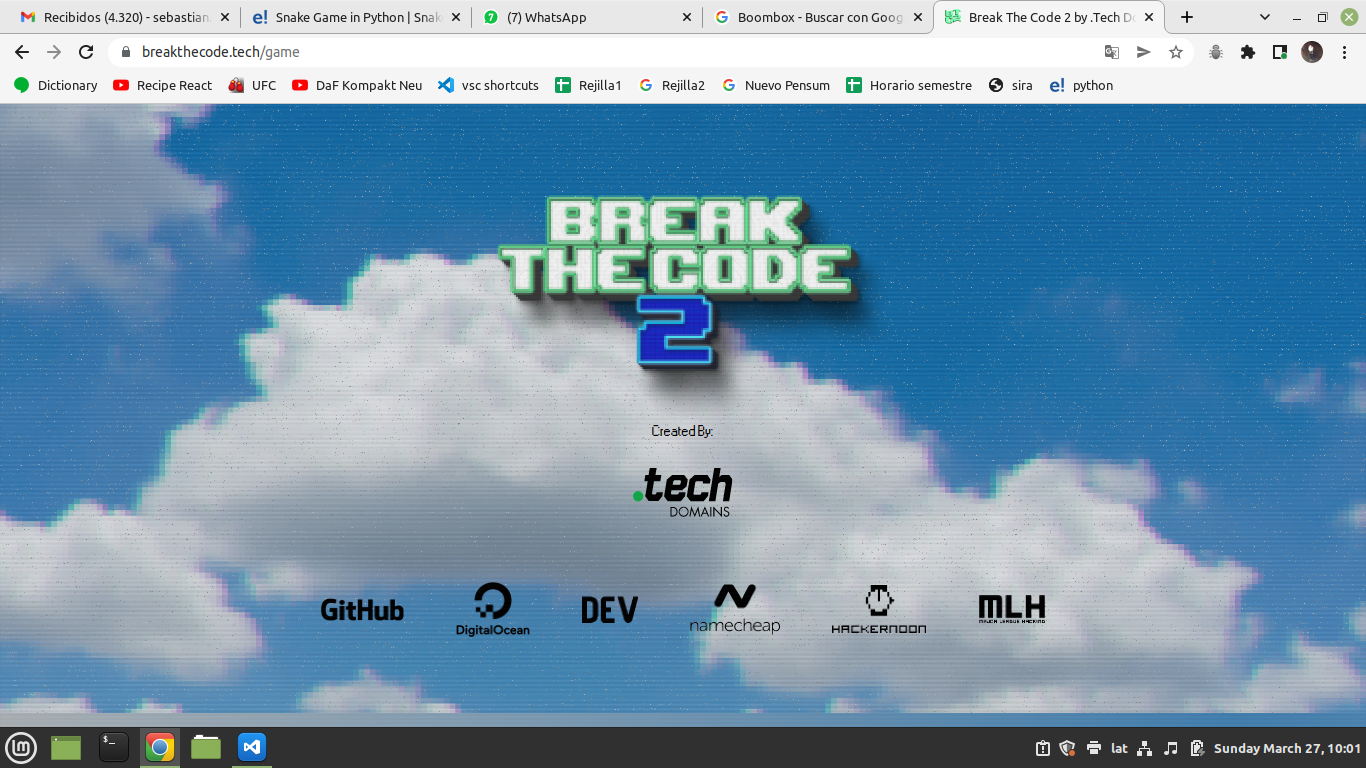 Recibidos (4.320) - sebastian
Snake Game in Python | Snak
(7) WhatsApp
Boombox - Buscar con Goog
Break The Code 2 by .Tech Do
breakthecode.tech/game
Dictionary
Recipe React
UFC
DaF Kompakt Neu
vsc shortcuts
Rejilla1
Rejilla2
Nuevo Pensum
Horario semestre
sira
e! python
BREAK
THE CODE
2
Created By:
.tech
DOMAINS
GitHub
DigitalOcean
DEV
namecheap
HACKERNOON
MLH
MAJOR LEAGUE HACKING
lat
Sunday March 27, 10:01